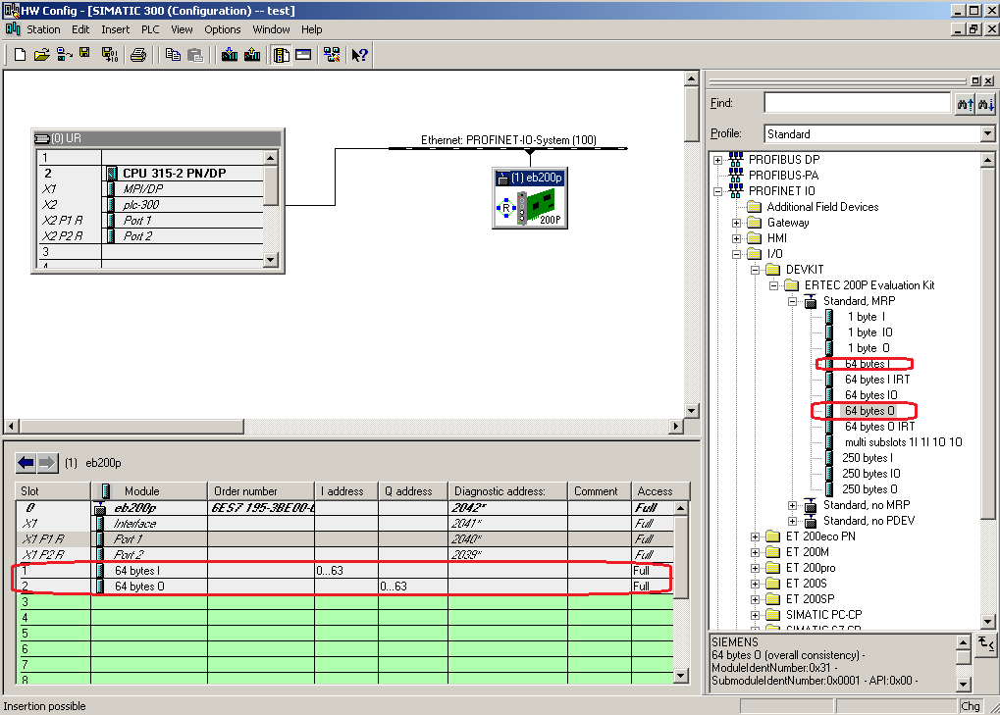 HW Config - [SIMATIC 300 (Configuration) -- test]
Station Edit Insert PLC View Options Window Help
(0) UR
1
2 CPU 315-2 PN/DP
X1 MPI/DP
X2 plc-300
X2 P1 R Port 1
X2 P2 R Port 2
3
4
Ethernet: PROFINET-IO-System (100)
(1) eb200p
R
200P
Find:
Profile: Standard
PROFIBUS DP
PROFIBUS-PA
PROFINET IO
Additional Field Devices
Gateway
HMI
I/O
DEVKIT
ERTEC 200P Evaluation Kit
Standard, MRP
1 byte I
1 byte IO
1 byte O
64 bytes I
64 bytes I IRT
64 bytes IO
64 bytes O
64 bytes O IRT
multi subslots 1I 1I 1O 1O
250 bytes I
250 bytes IO
250 bytes O
Standard, no MRP
Standard, no PDEV
ET 200eco PN
ET 200M
ET 200pro
ET 200S
ET 200SP
SIMATIC PC-CP
SIMATIC S7-CP
(1) eb200p
Slot Module Order number I address Q address Diagnostic address: Comment Access
0 eb200p 6ES7 195-3BE00-0 2042* Full
X1 Interface 2041* Full
X1 P1 R Port 1 2040* Full
X1 P2 R Port 2 2039* Full
1 64 bytes I 0...63 Full
2 64 bytes O 0...63 Full
3
4
5
6
7
8
SIEMENS
64 bytes O (overall consistency) -
ModuleIdentNumber:0x31 -
SubmoduleIdentNumber:0x0001 - API:0x00 -
Insertion possible
Chg